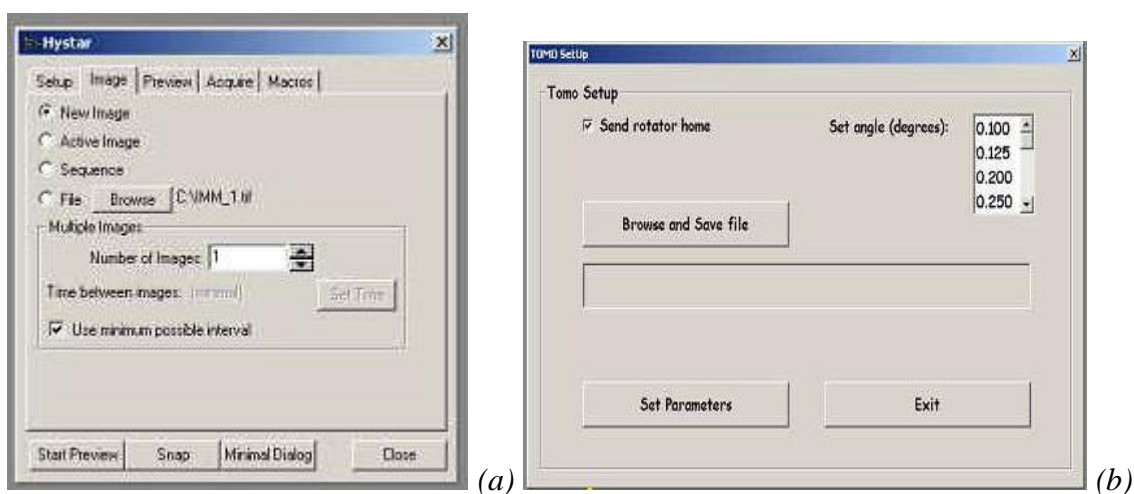 Hystar
Setup Image Preview Acquire Macros
New Image
Active Image
Sequence
File Browse C:\IMM_1.tif
Multiple Images
Number of Images: 1
Time between images: (minimal) Set Time
Use minimum possible interval
Start Preview Snap Minimal Dialog Close
(a)
TOMO SetUp
Tomo Setup
Send rotator home Set angle (degrees): 0.100
0.125
0.200
0.250
Browse and Save file
Set Parameters Exit
(b)